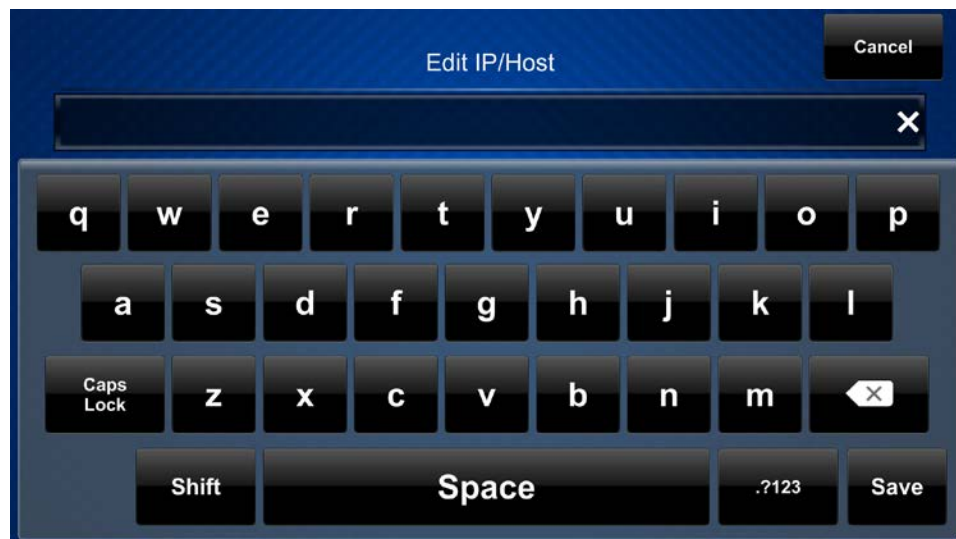 Cancel
Edit IP/Host
q w e r t y u i o p
a s d f g h j k l
Caps Lock z x c v b n m
Shift Space .?123 Save